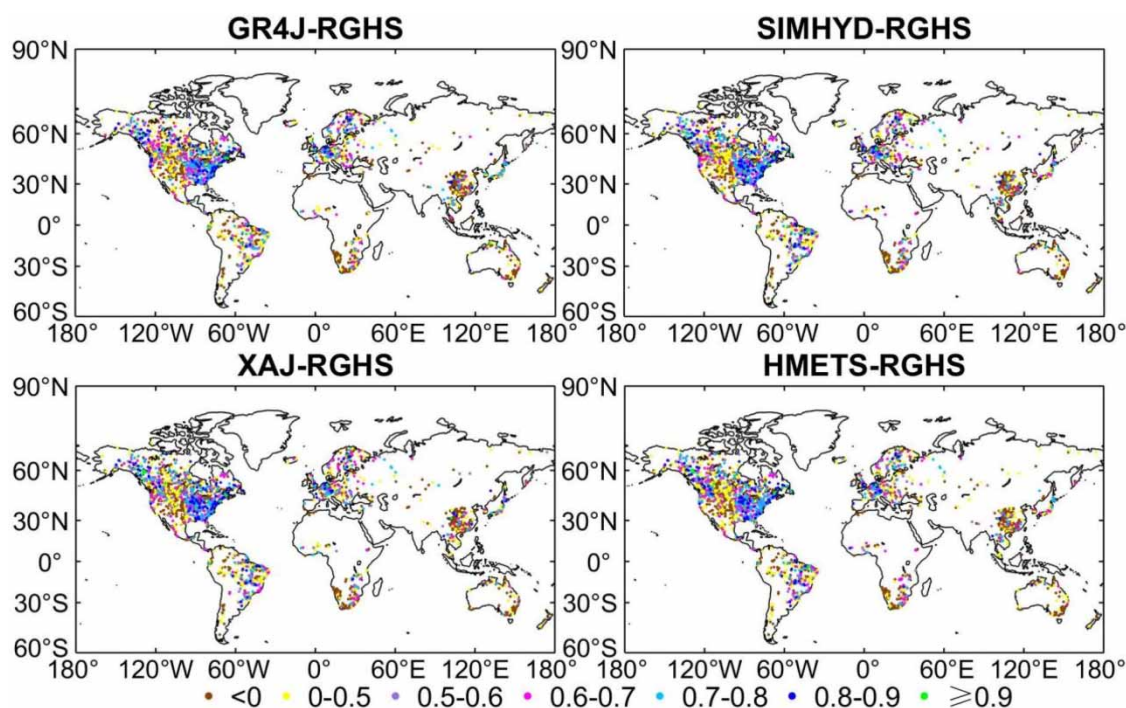 GR4J-RGHS SIMHYD-RGHS
90°N 90°N
60°N 60°N
30°N 30°N
0° 0°
30°S 30°S
60°S 60°S
180° 120°W 60°W 0° 60°E 120°E 180° 180° 120°W 60°W 0° 60°E 120°E 180°
XAJ-RGHS HMETS-RGHS
90°N 90°N
60°N 60°N
30°N 30°N
0° 0°
30°S 30°S
60°S 60°S
180° 120°W 60°W 0° 60°E 120°E 180° 180° 120°W 60°W 0° 60°E 120°E 180°
<0 0-0.5 0.5-0.6 0.6-0.7 0.7-0.8 0.8-0.9 ⩾0.9